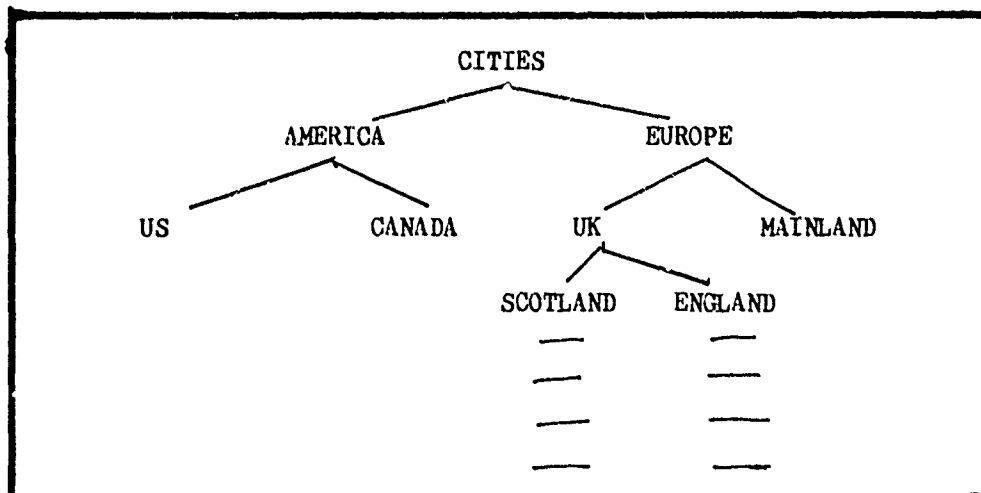 CITIES
AMERICA EUROPE
US CANADA UK MAINLAND
SCOTLAND ENGLAND